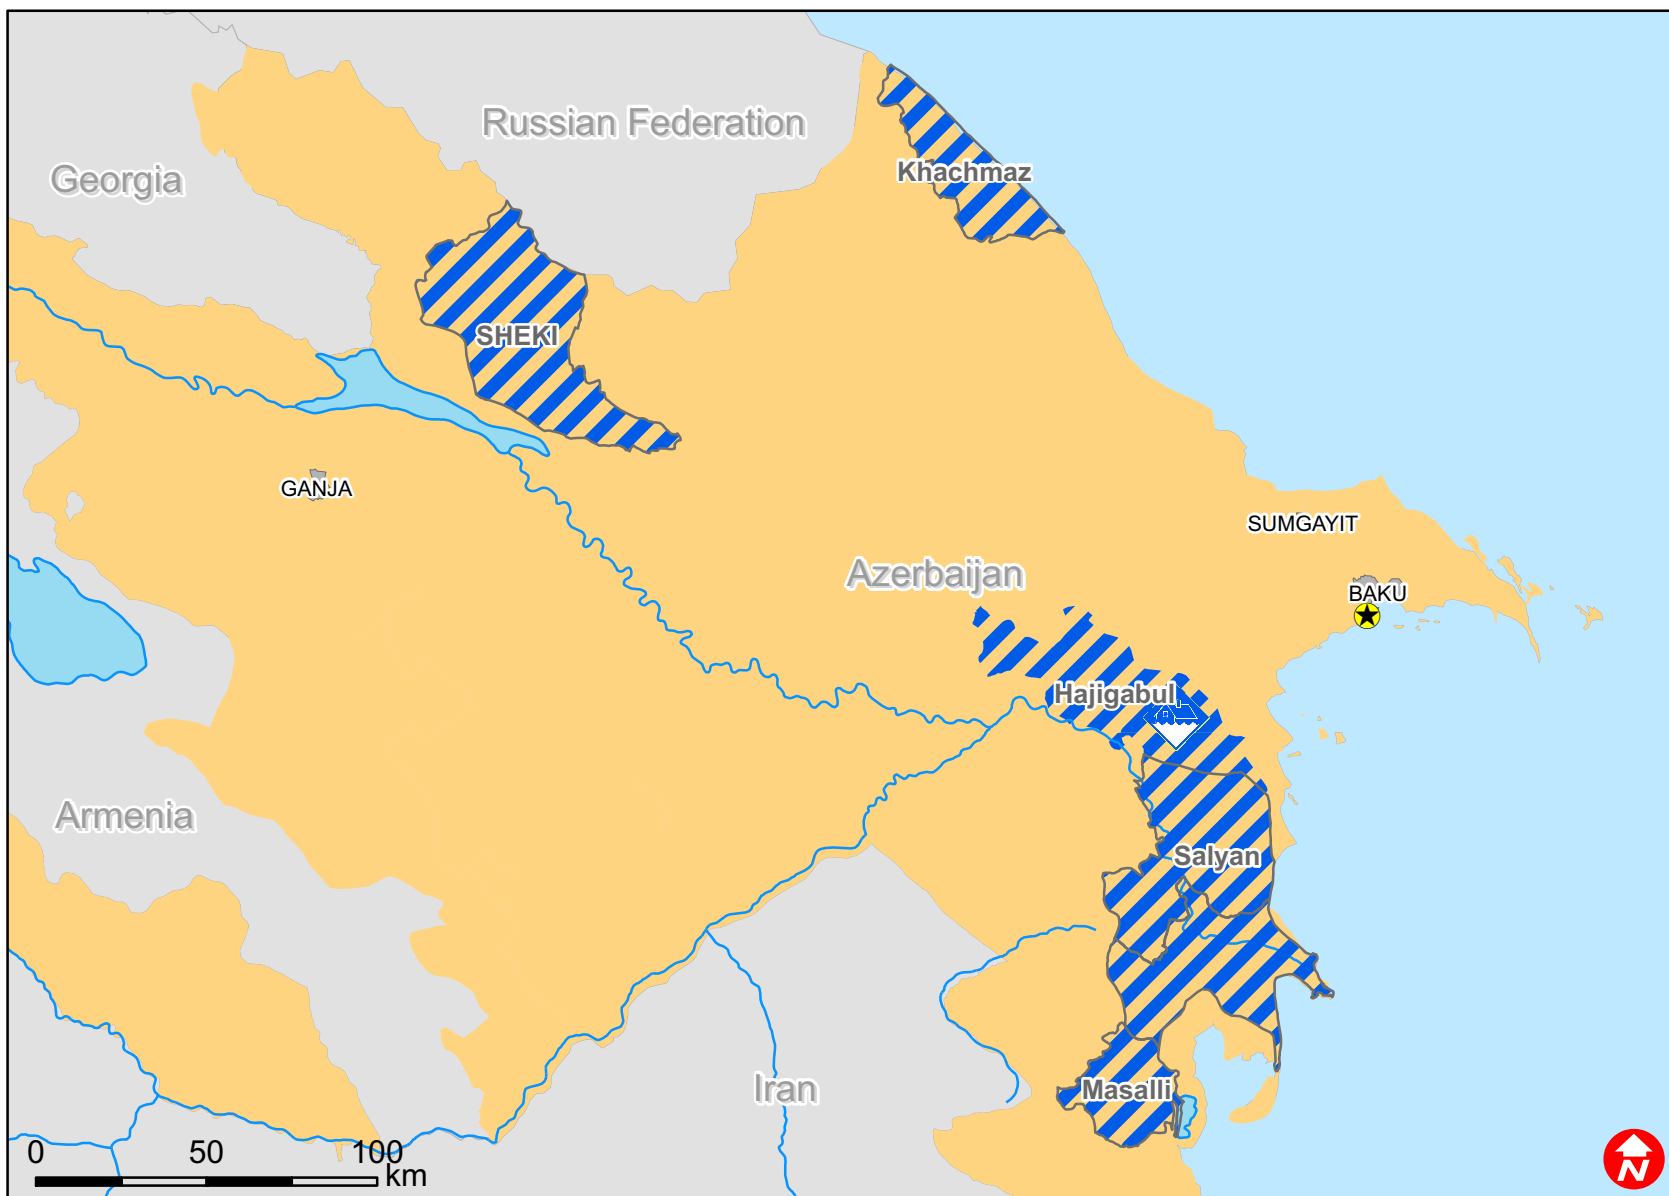 Russian Federation
Georgia
Khachmaz
SHEKI
GANJA
SUMGAYIT
Azerbaijan
BAKU
Hajigabul
Armenia
Salyan
Iran
Masalli
0 50 100
km
N